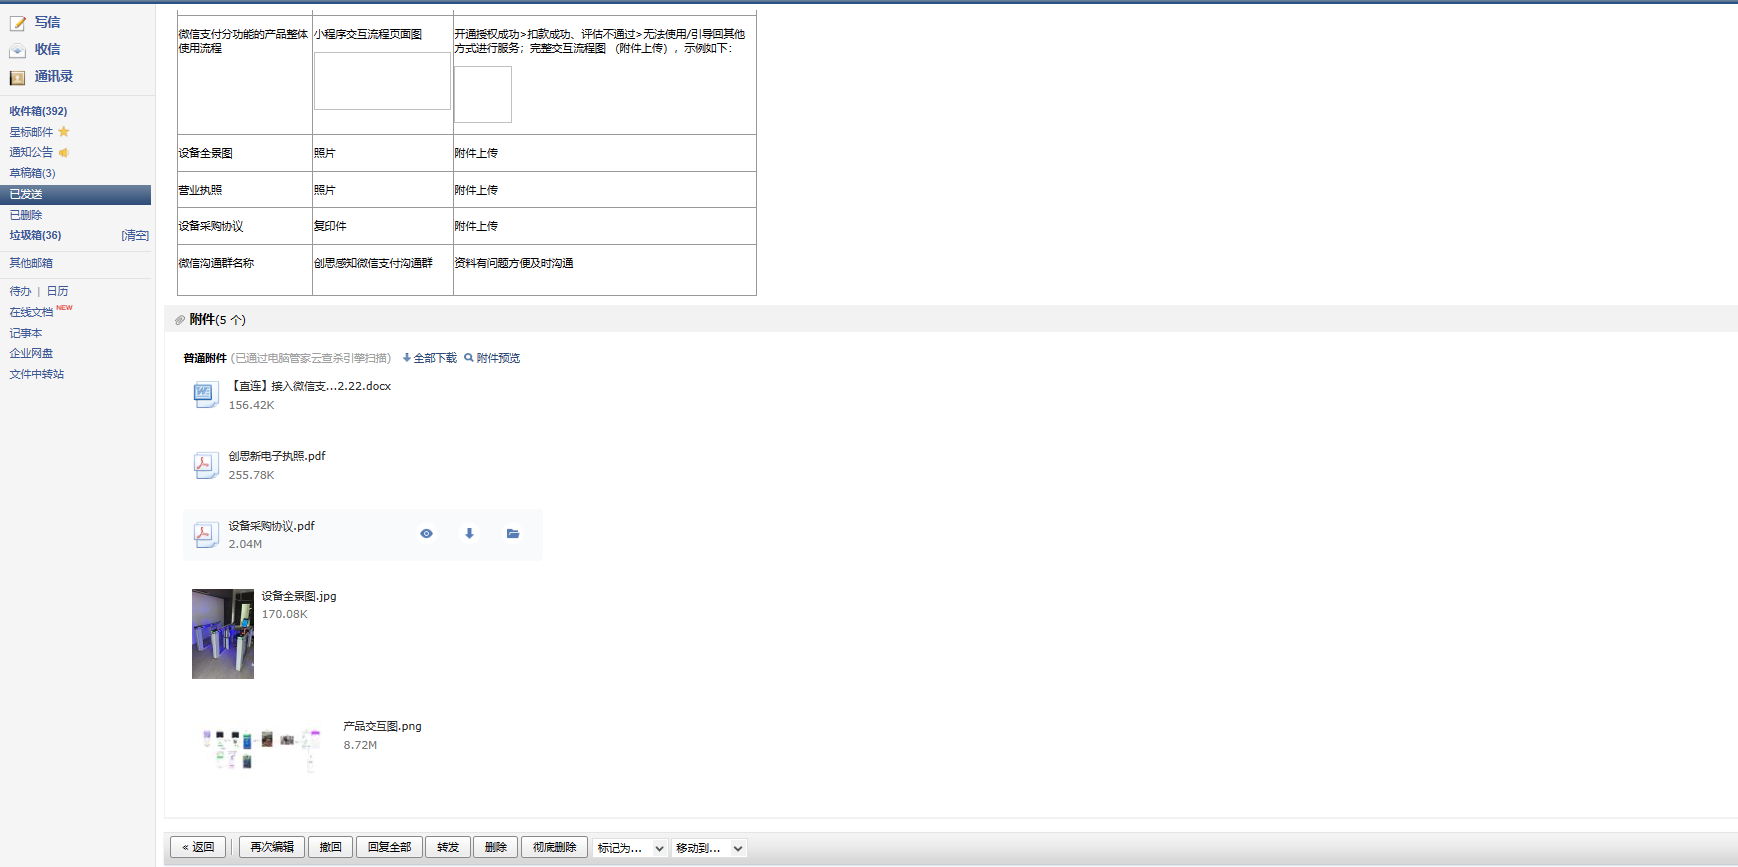 写信
收信
通讯录
收件箱(392)
星标邮件
通知公告
草稿箱(3)
已发送
已删除
垃圾箱(36) [清空]
其他邮箱
待办 | 日历
在线文档 NEW
记事本
企业网盘
文件中转站
微信支付分功能的产品整体使用流程
小程序交互流程页面图
开通授权成功>扣款成功、评估不通过>无法使用/引导回其他
方式进行服务；完整交互流程图 （附件上传），示例如下：
设备全景图 照片 附件上传
营业执照 照片 附件上传
设备采购协议 复印件 附件上传
微信沟通群名称 创思感知微信支付沟通群 资料有问题方便及时沟通
附件(5 个)
普通附件 (已通过电脑管家云查杀引擎扫描) 全部下载 附件预览
【直连】接入微信支...2.22.docx
156.42K
创思新电子执照.pdf
255.78K
设备采购协议.pdf
2.04M
设备全景图.jpg
170.08K
产品交互图.png
8.72M
« 返回 再次编辑 撤回 回复全部 转发 删除 彻底删除 标记为... 移动到...